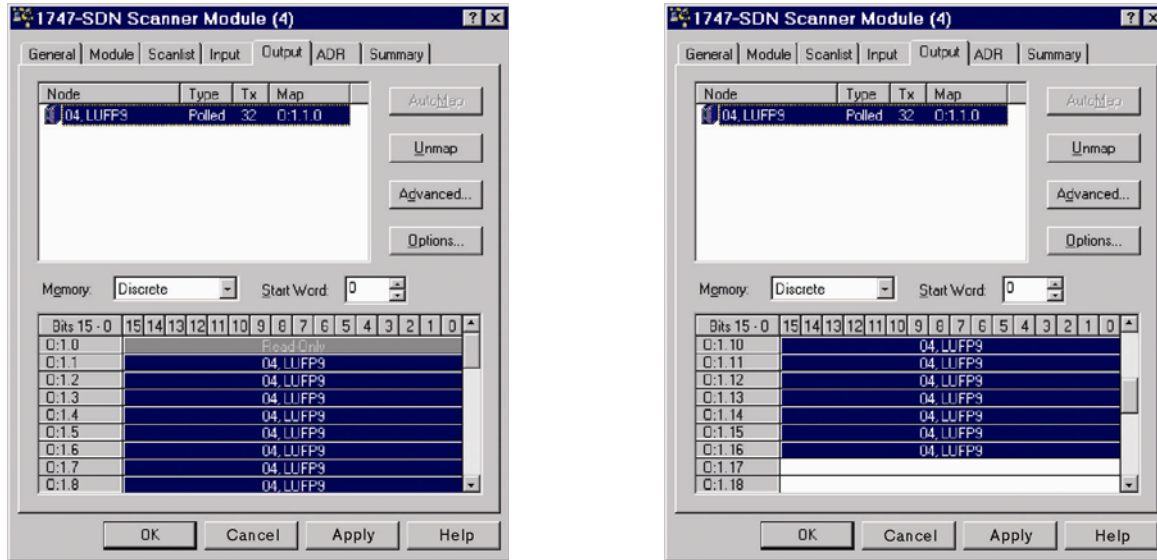 1747-SDN Scanner Module (4)
General Module Scanlist Input Output ADR Summary
Node Type Tx Map
04, LUFP9 Polled 32 O:1.1.0
AutoMap
Unmap
Advanced...
Options...
Memory: Discrete Start Word: 0
Bits 15 - 0 15 14 13 12 11 10 9 8 7 6 5 4 3 2 1 0
O:1.0 Read-Only
O:1.1 04, LUFP9
O:1.2 04, LUFP9
O:1.3 04, LUFP9
O:1.4 04, LUFP9
O:1.5 04, LUFP9
O:1.6 04, LUFP9
O:1.7 04, LUFP9
O:1.8 04, LUFP9
OK Cancel Apply Help
1747-SDN Scanner Module (4)
General Module Scanlist Input Output ADR Summary
Node Type Tx Map
04, LUFP9 Polled 32 O:1.1.0
AutoMap
Unmap
Advanced...
Options...
Memory: Discrete Start Word: 0
Bits 15 - 0 15 14 13 12 11 10 9 8 7 6 5 4 3 2 1 0
O:1.10 04, LUFP9
O:1.11 04, LUFP9
O:1.12 04, LUFP9
O:1.13 04, LUFP9
O:1.14 04, LUFP9
O:1.15 04, LUFP9
O:1.16 04, LUFP9
O:1.17
O:1.18
OK Cancel Apply Help